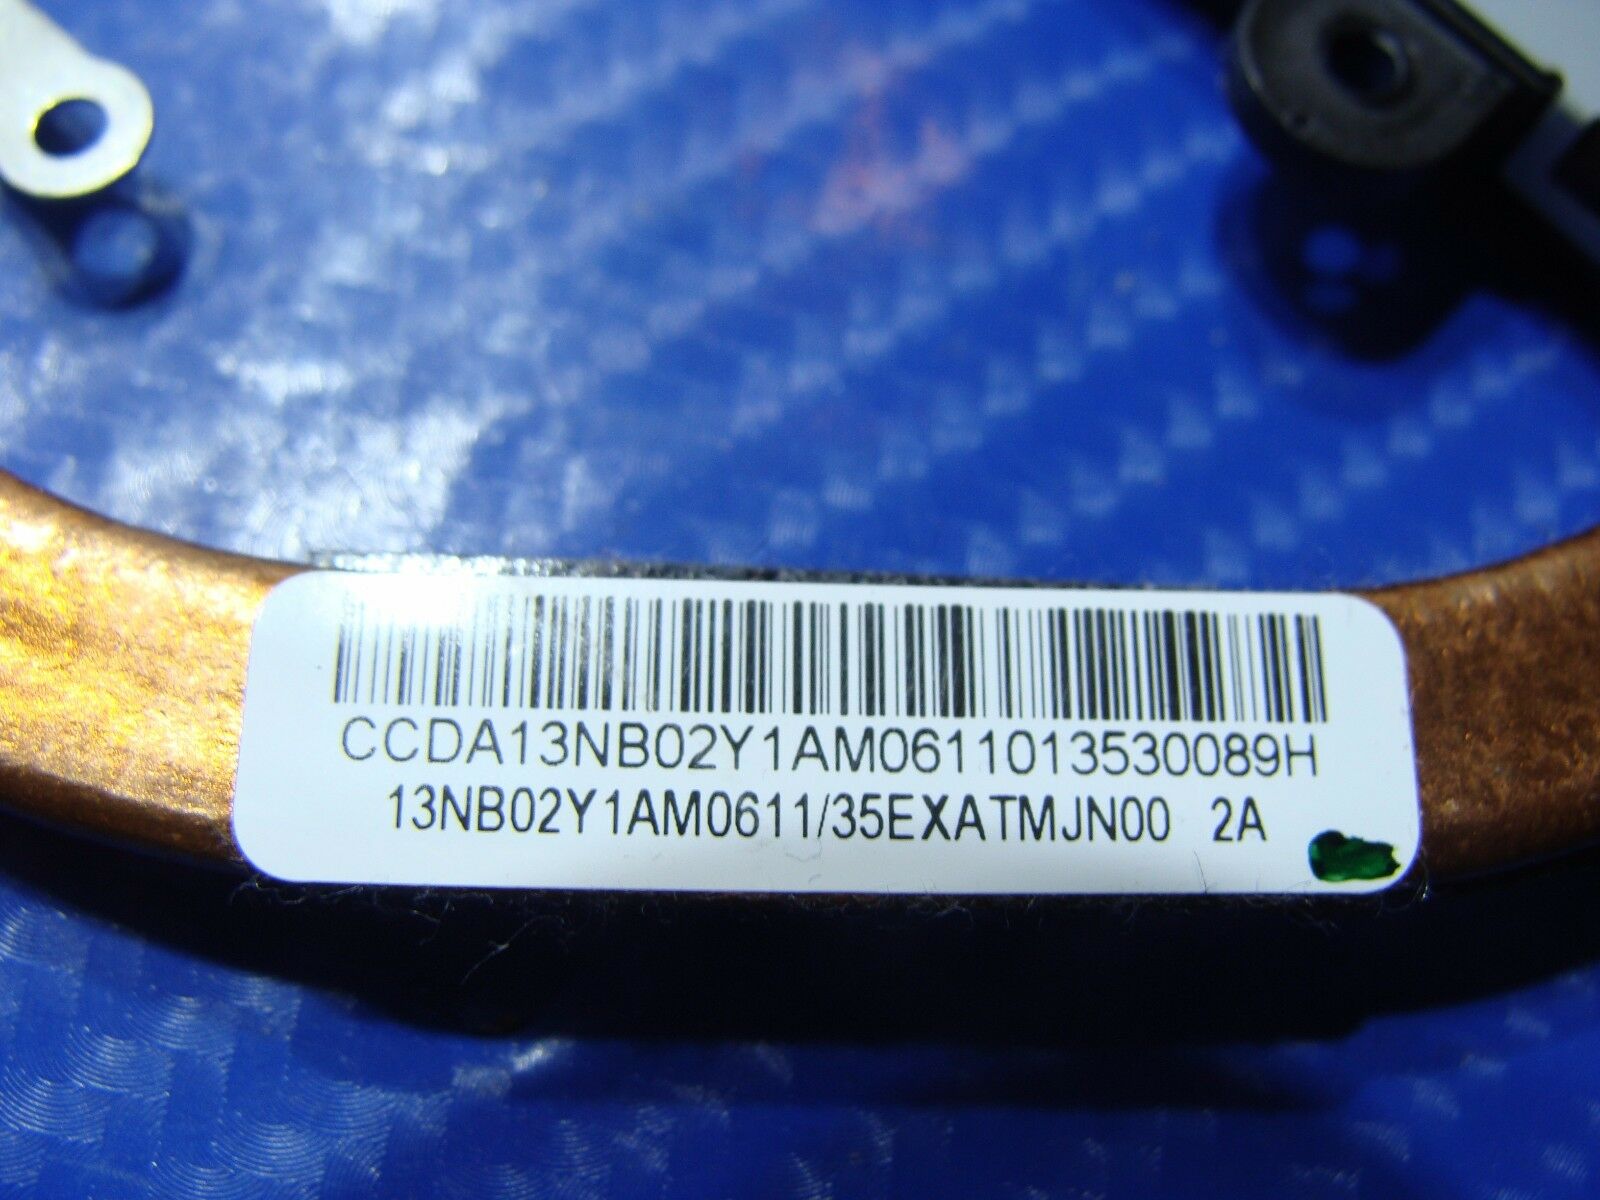 CCDA13NB02Y1AM0611013530089H
13NB02Y1AM0611/35EXATMJN00 2A